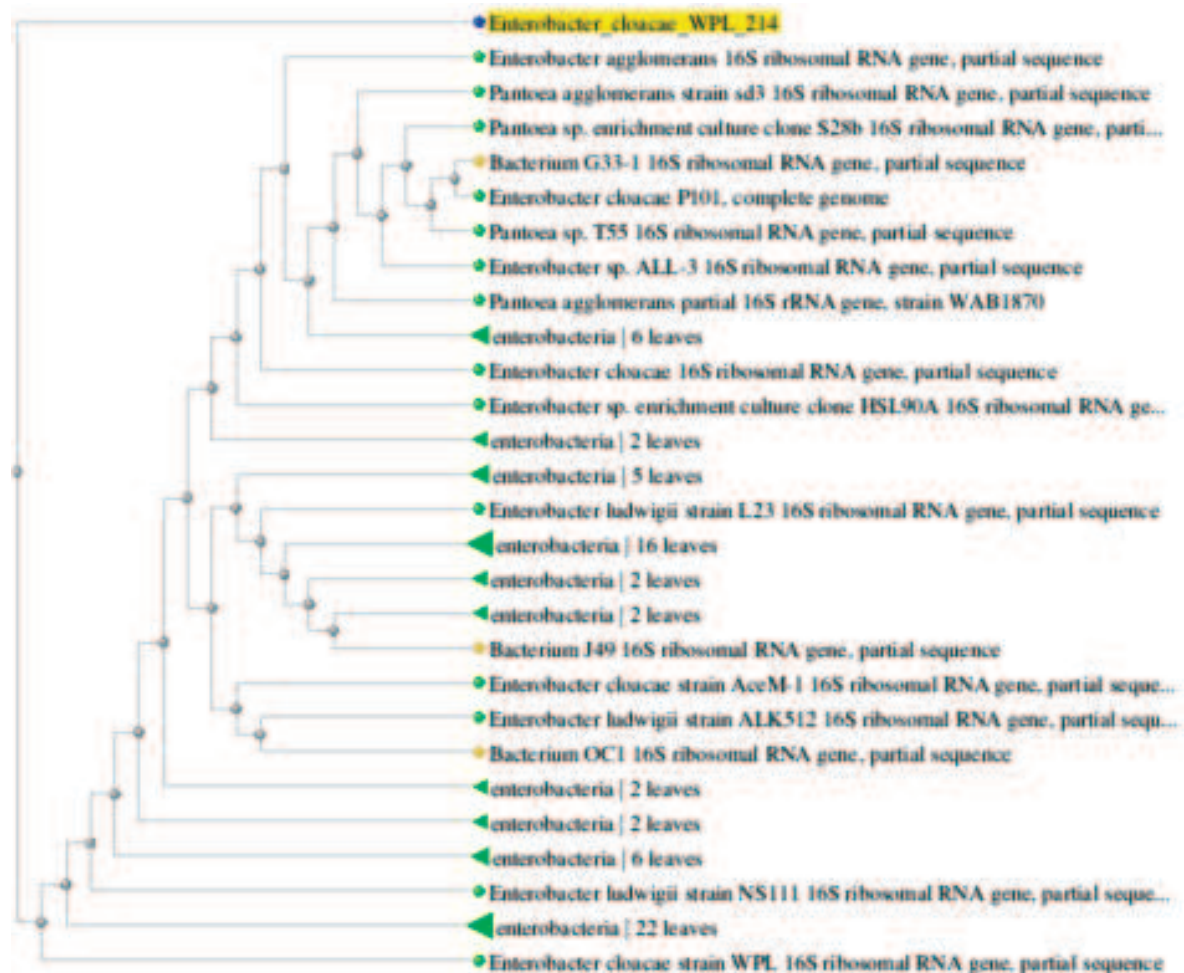 Enterobacter_cloacae_WPL_214
Enterobacter agglomerans 16S ribosomal RNA gene, partial sequence
Pantoea agglomerans strain sd3 16S ribosomal RNA gene, partial sequence
Pantoea sp. enrichment culture clone S28b 16S ribosomal RNA gene, parti...
Bacterium G33-1 16S ribosomal RNA gene, partial sequence
Enterobacter cloacae P101, complete genome
Pantoea sp. T55 16S ribosomal RNA gene, partial sequence
Enterobacter sp. ALL-3 16S ribosomal RNA gene, partial sequence
Pantoea agglomerans partial 16S rRNA gene, strain WAB1870
enterobacteria | 6 leaves
Enterobacter cloacae 16S ribosomal RNA gene, partial sequence
Enterobacter sp. enrichment culture clone HSL90A 16S ribosomal RNA ge...
enterobacteria | 2 leaves
enterobacteria | 5 leaves
Enterobacter ludwigii strain L23 16S ribosomal RNA gene, partial sequence
enterobacteria | 16 leaves
enterobacteria | 2 leaves
enterobacteria | 2 leaves
Bacterium J49 16S ribosomal RNA gene, partial sequence
Enterobacter cloacae strain AceM-1 16S ribosomal RNA gene, partial seque...
Enterobacter ludwigii strain ALK512 16S ribosomal RNA gene, partial sequ...
Bacterium OC1 16S ribosomal RNA gene, partial sequence
enterobacteria | 2 leaves
enterobacteria | 2 leaves
enterobacteria | 6 leaves
Enterobacter ludwigii strain NS111 16S ribosomal RNA gene, partial seque...
enterobacteria | 22 leaves
Enterobacter cloacae strain WPL 16S ribosomal RNA gene, partial sequence